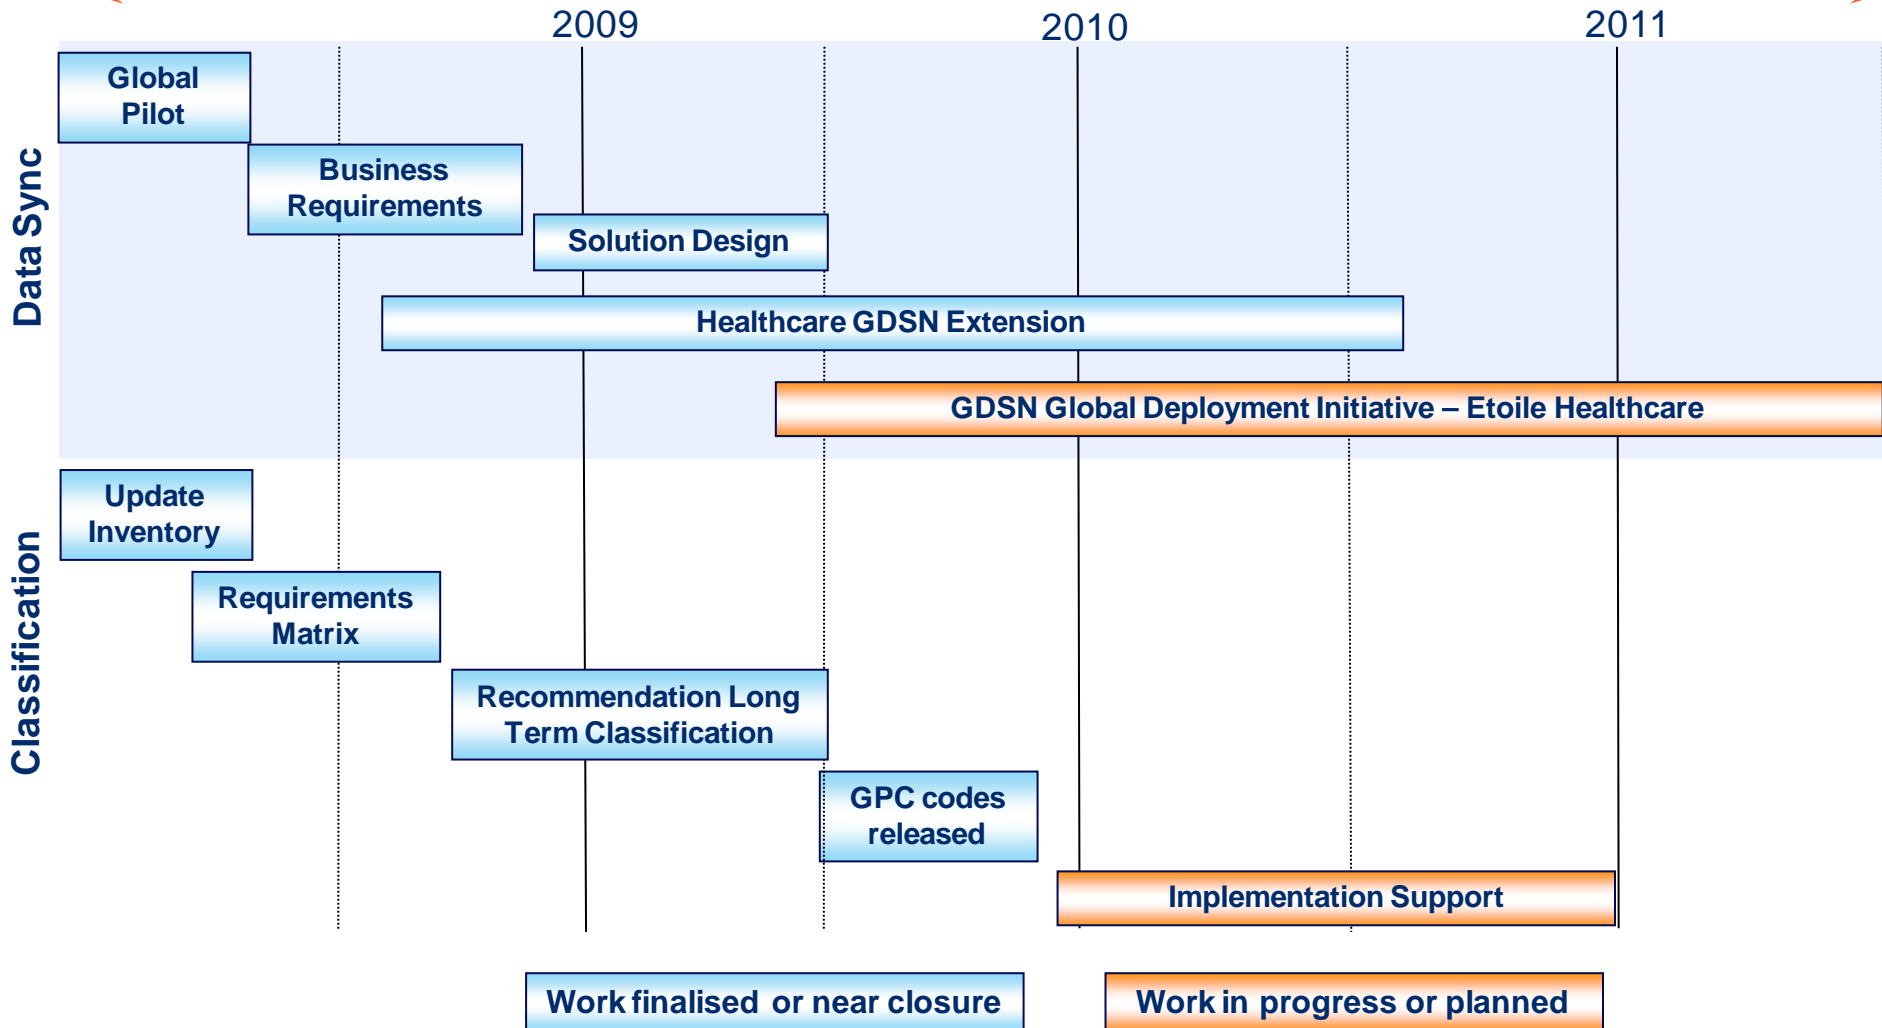 2009
2010
2011
Data Sync
Global
Pilot
Business
Requirements
Solution Design
Healthcare GDSN Extension
GDSN Global Deployment Initiative – Etoile Healthcare
Classification
Update
Inventory
Requirements
Matrix
Recommendation Long
Term Classification
GPC codes
released
Implementation Support
Work finalised or near closure
Work in progress or planned